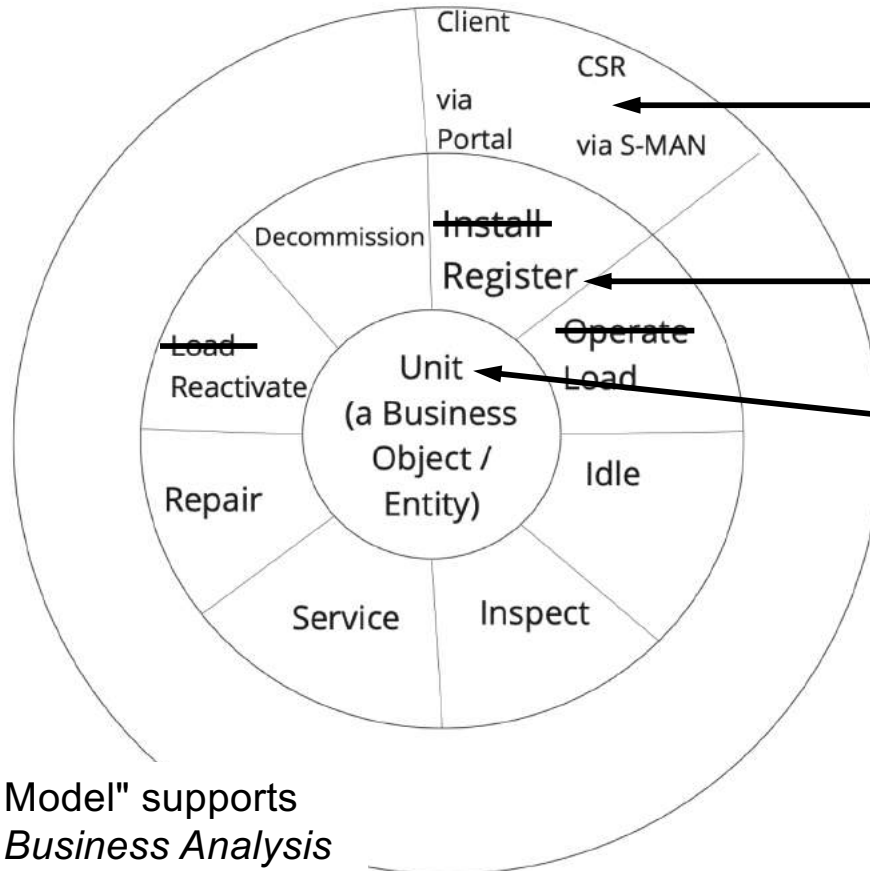 Client
CSR
via
Portal
via S-MAN
Decommission
Install
Register
Operate
Load
Load
Reactivate
Unit
(a Business
Object /
Entity)
Idle
Repair
Service
Inspect
Model" supports
Business Analysis